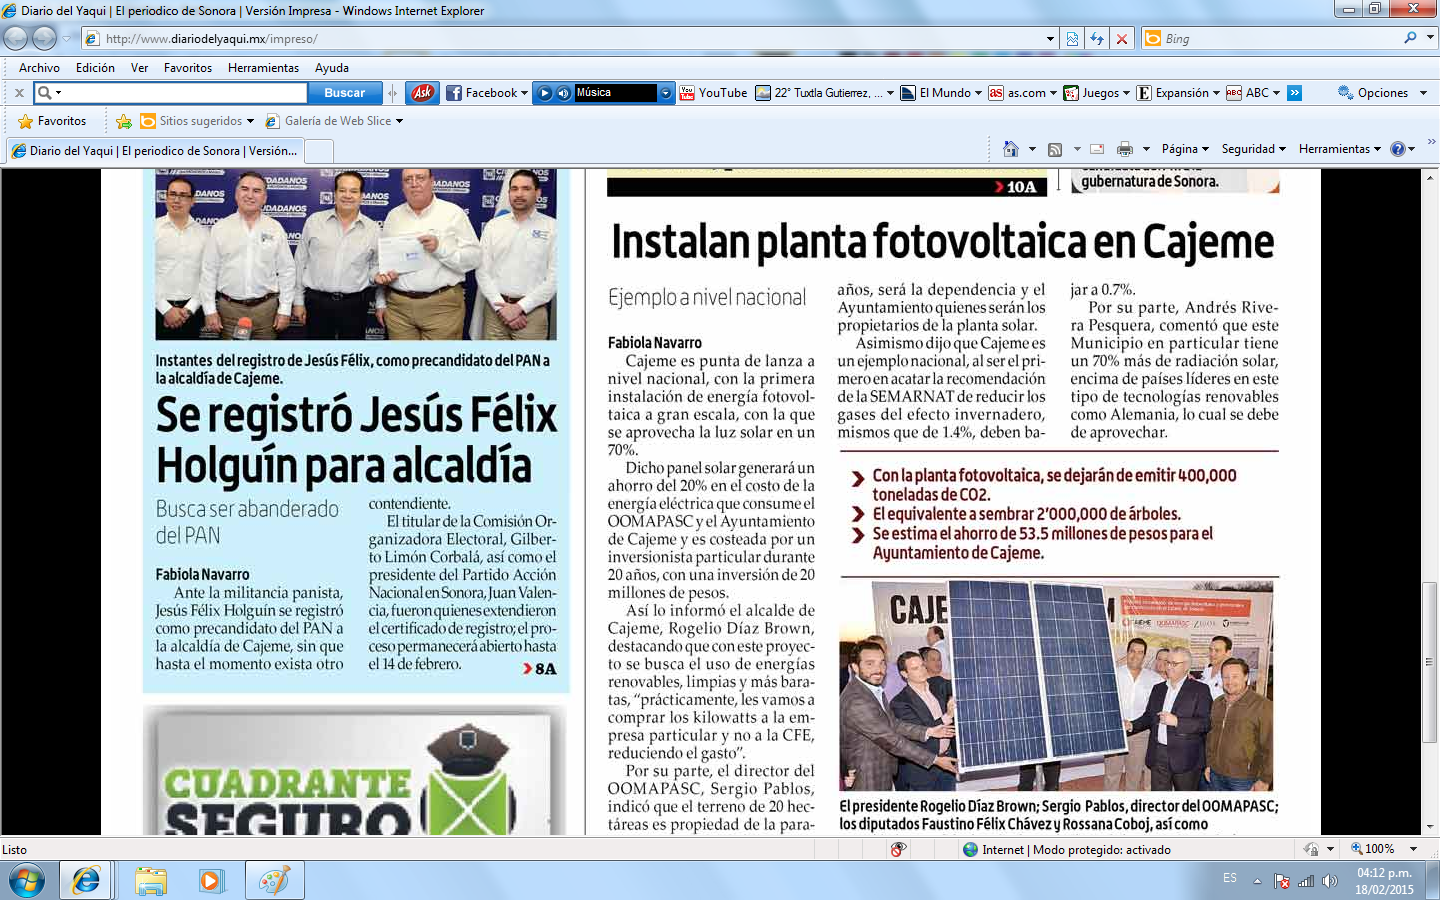 Diario del Yaqui | El periodico de Sonora | Versión Impresa - Windows Internet Explorer
http://www.diariodelyaqui.mx/impreso/
Bing
Archivo Edición Ver Favoritos Herramientas Ayuda
Buscar Ask Facebook Música YouTube 22° Tuxtla Gutierrez, ... El Mundo as as.com Juegos E Expansión ABC ABC Opciones
Favoritos Sitios sugeridos Galería de Web Slice
Diario del Yaqui | El periodico de Sonora | Versión... Página Seguridad Herramientas
Instantes del registro de Jesús Félix, como precandidato del PAN a
la alcaldía de Cajeme.
Se registró Jesús Félix
Holguín para alcaldía
Busca ser abanderado
del PAN
Fabiola Navarro
Ante la militancia panista,
Jesús Félix Holguín se registró
como precandidato del PAN a
la alcaldía de Cajeme, sin que
hasta el momento exista otro
contendiente.
El titular de la Comisión Or-
ganizadora Electoral, Gilber-
to Limón Corbalá, así como el
presidente del Partido Acción
Nacional en Sonora, Juan Valen-
cia, fueron quienes extendieron
el certificado de registro; el pro-
ceso permanecerá abierto hasta
el 14 de febrero.
8A
CUADRANTE
SEGURO
10A
gubernatura de Sonora.
Instalan planta fotovoltaica en Cajeme
Ejemplo a nivel nacional
Fabiola Navarro
Cajeme es punta de lanza a
nivel nacional, con la primera
instalación de energía fotovol-
taica a gran escala, con la que
se aprovecha la luz solar en un
70%.
Dicho panel solar generará un
ahorro del 20% en el costo de la
energía eléctrica que consume el
OOMAPASC y el Ayuntamiento
de Cajeme y es costeada por un
inversionista particular durante
20 años, con una inversión de 20
millones de pesos.
Así lo informó el alcalde de
Cajeme, Rogelio Díaz Brown,
destacando que con este proyec-
to se busca el uso de energías
renovables, limpias y más bara-
tas, “prácticamente, les vamos a
comprar los kilowatts a la em-
presa particular y no a la CFE,
reduciendo el gasto”.
Por su parte, el director del
OOMAPASC, Sergio Pablos,
indicó que el terreno de 20 hec-
táreas es propiedad de la para-
años, será la dependencia y el
Ayuntamiento quienes serán los
propietarios de la planta solar.
Asimismo dijo que Cajeme es
un ejemplo nacional, al ser el pri-
mero en acatar la recomendación
de la SEMARNAT de reducir los
gases del efecto invernadero,
mismos que de 1.4%, deben ba-
jar a 0.7%.
Por su parte, Andrés Rive-
ra Pesquera, comentó que este
Municipio en particular tiene
un 70% más de radiación solar,
encima de países líderes en este
tipo de tecnologías renovables
como Alemania, lo cual se debe
de aprovechar.
Con la planta fotovoltaica, se dejarán de emitir 400,000
toneladas de CO2.
El equivalente a sembrar 2’000,000 de árboles.
Se estima el ahorro de 53.5 millones de pesos para el
Ayuntamiento de Cajeme.
El presidente Rogelio Díaz Brown; Sergio Pablos, director del OOMAPASC;
los diputados Faustino Félix Chávez y Rossana Coboj, así como
Listo Internet | Modo protegido: activado 100%
ES 04:12 p.m.
18/02/2015